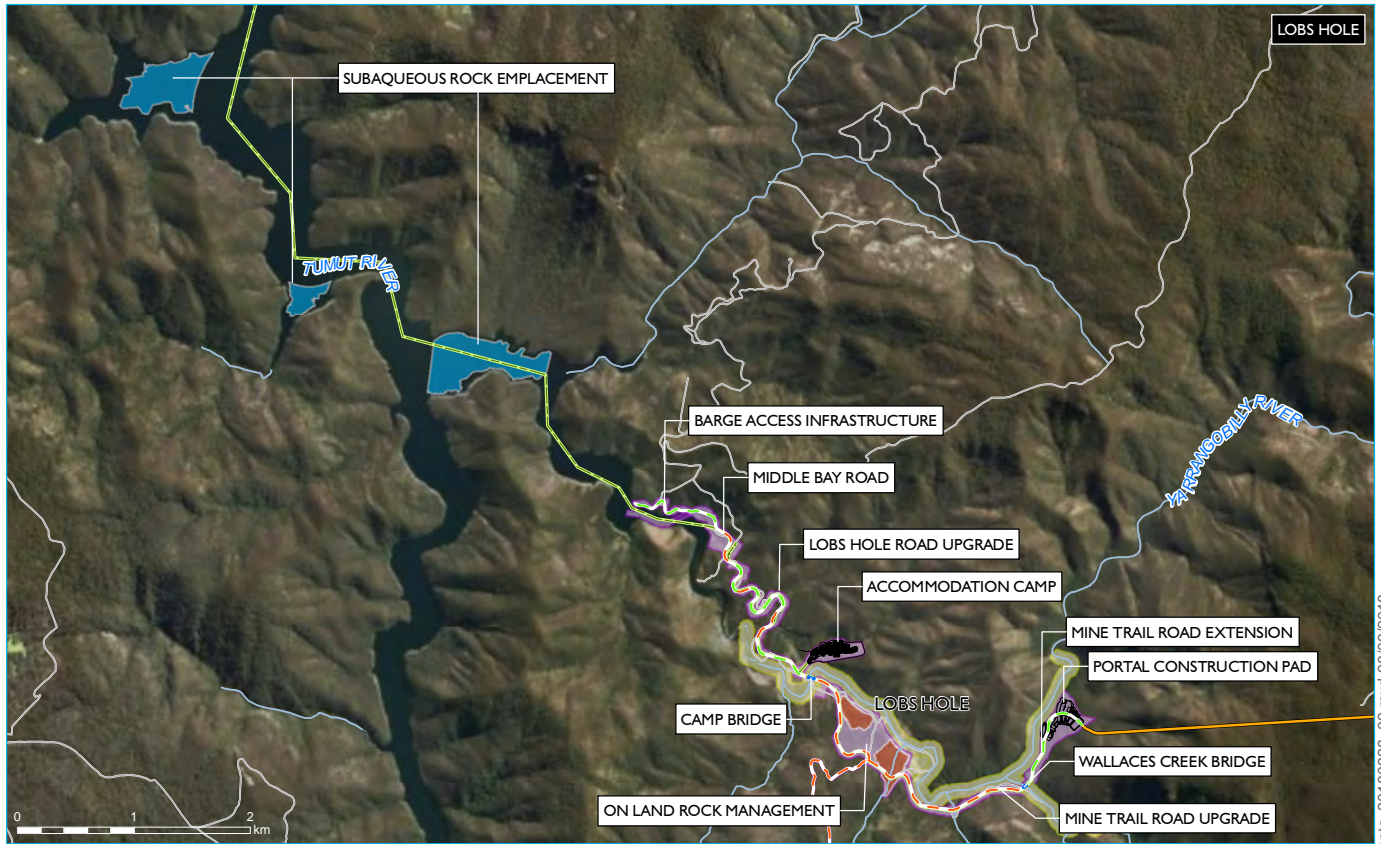 LOBS HOLE
SUBAQUEOUS ROCK EMPLACEMENT
TUMUT RIVER
YARRANGOBILLY RIVER
BARGE ACCESS INFRASTRUCTURE
MIDDLE BAY ROAD
LOBS HOLE ROAD UPGRADE
ACCOMMODATION CAMP
MINE TRAIL ROAD EXTENSION
PORTAL CONSTRUCTION PAD
LOBS HOLE
CAMP BRIDGE
WALLACES CREEK BRIDGE
ON LAND ROCK MANAGEMENT
MINE TRAIL ROAD UPGRADE
0 1 2
km